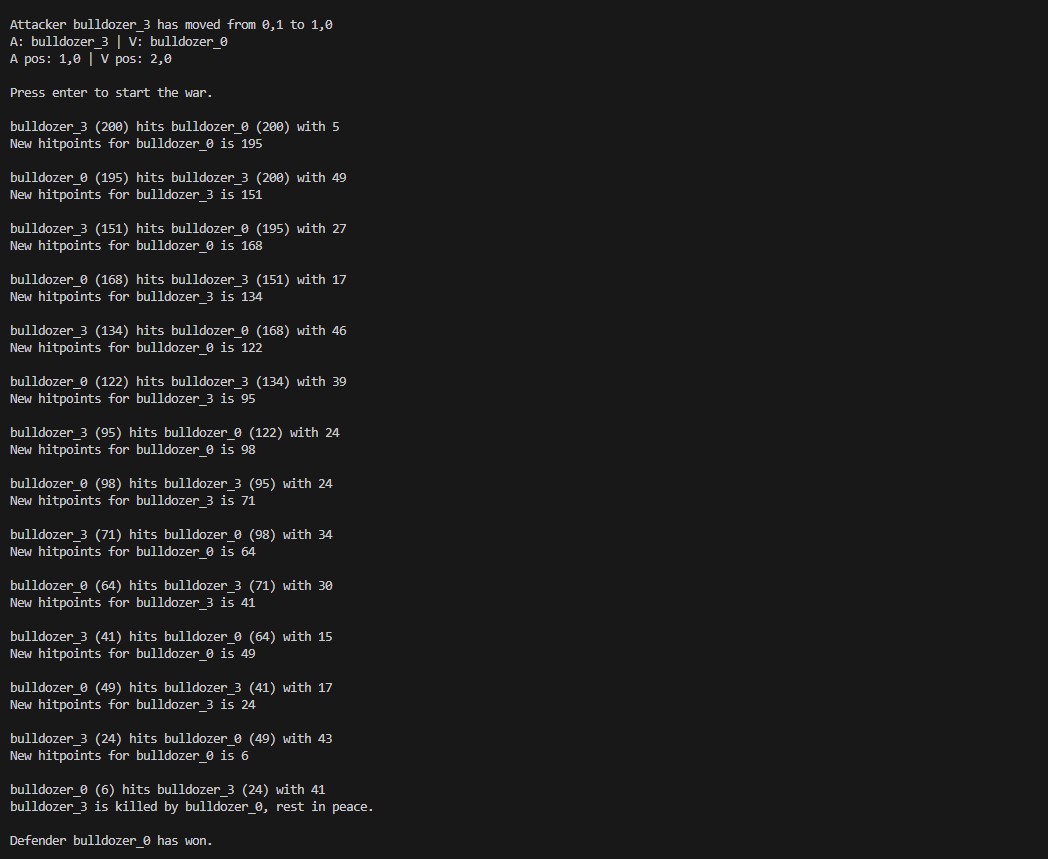 Attacker bulldozer_3 has moved from 0,1 to 1,0
A: bulldozer_3 | V: bulldozer_0
A pos: 1,0 | V pos: 2,0
Press enter to start the war.
bulldozer_3 (200) hits bulldozer_0 (200) with 5
New hitpoints for bulldozer_0 is 195
bulldozer_0 (195) hits bulldozer_3 (200) with 49
New hitpoints for bulldozer_3 is 151
bulldozer_3 (151) hits bulldozer_0 (195) with 27
New hitpoints for bulldozer_0 is 168
bulldozer_0 (168) hits bulldozer_3 (151) with 17
New hitpoints for bulldozer_3 is 134
bulldozer_3 (134) hits bulldozer_0 (168) with 46
New hitpoints for bulldozer_0 is 122
bulldozer_0 (122) hits bulldozer_3 (134) with 39
New hitpoints for bulldozer_3 is 95
bulldozer_3 (95) hits bulldozer_0 (122) with 24
New hitpoints for bulldozer_0 is 98
bulldozer_0 (98) hits bulldozer_3 (95) with 24
New hitpoints for bulldozer_3 is 71
bulldozer_3 (71) hits bulldozer_0 (98) with 34
New hitpoints for bulldozer_0 is 64
bulldozer_0 (64) hits bulldozer_3 (71) with 30
New hitpoints for bulldozer_3 is 41
bulldozer_3 (41) hits bulldozer_0 (64) with 15
New hitpoints for bulldozer_0 is 49
bulldozer_0 (49) hits bulldozer_3 (41) with 17
New hitpoints for bulldozer_3 is 24
bulldozer_3 (24) hits bulldozer_0 (49) with 43
New hitpoints for bulldozer_0 is 6
bulldozer_0 (6) hits bulldozer_3 (24) with 41
bulldozer_3 is killed by bulldozer_0, rest in peace.
Defender bulldozer_0 has won.